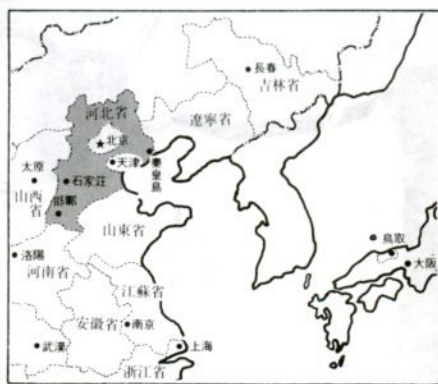 長春
吉林省
遼寧省
河北省
北京
天津
秦皇島
太原
石家荘
山西省
邯鄲
山東省
洛陽
河南省
江蘇省
安徽省
南京
武漢
上海
浙江省
鳥取
大阪